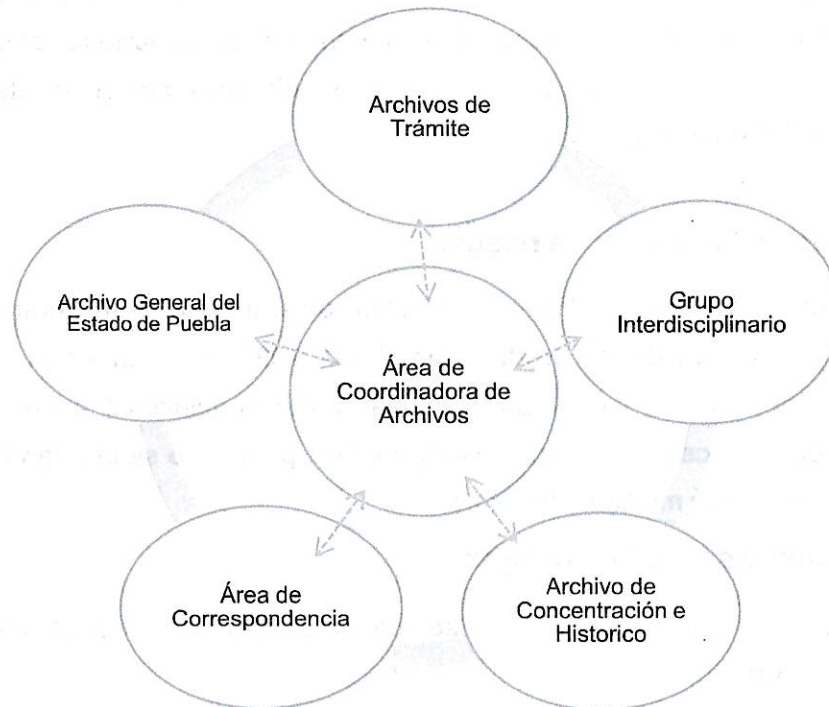 Archivos de
Trámite
Archivo General del
Estado de Puebla
Grupo
Interdisciplinario
Área de
Coordinadora de
Archivos
Área de
Correspondencia
Archivo de
Concentración e
Historico